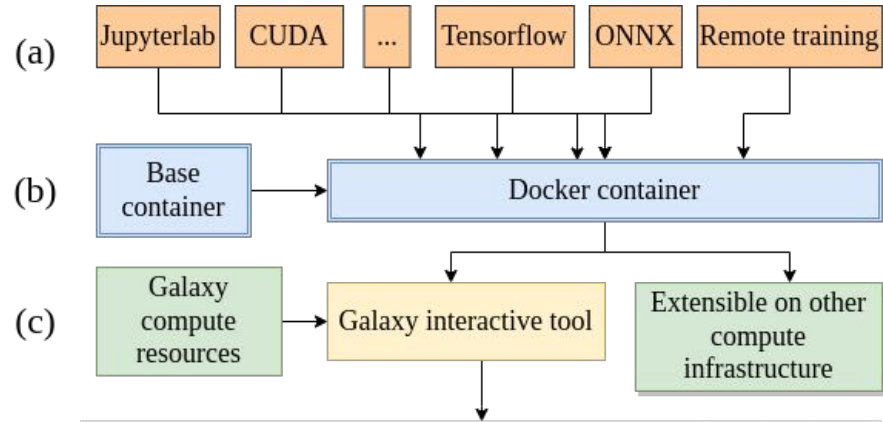 (a)
Jupyterlab
CUDA
...
Tensorflow
ONNX
Remote training
(b)
Base
container
Docker container
(c)
Galaxy
compute
resources
Galaxy interactive tool
Extensible on other
compute
infrastructure